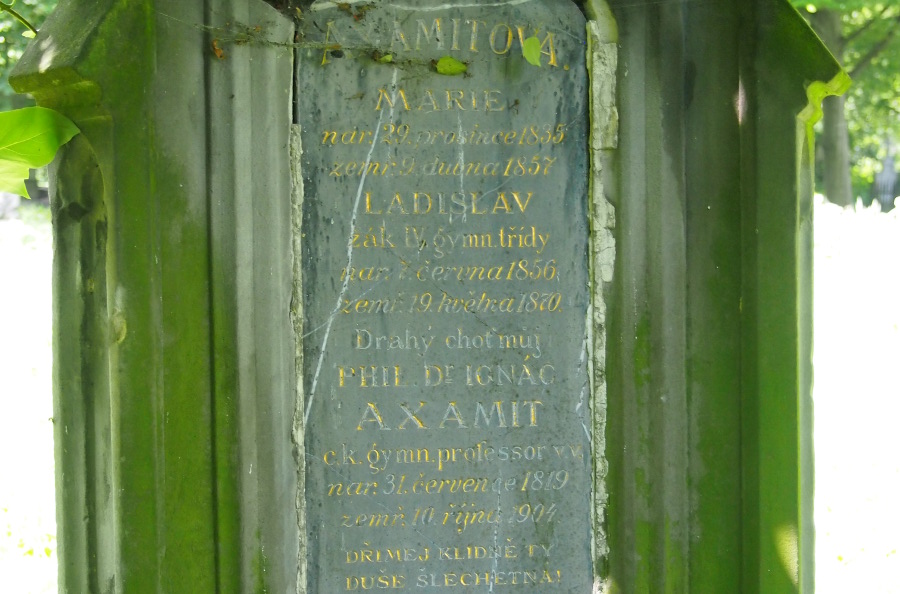 AXAMITOVA.
MARIE
nar. 29. prosince 1855
zemř. 9. dubna 1857
LADISLAV
žák IV. gymn. třídy
nar. 7. června 1856,
zemř. 19. května 1870.
Drahý choť můj
PHIL. Dr IGNÁC
AXAMIT
c.k. gymn. professor v.v.
nar. 31. července 1819
zemř. 10. října 1904.
DŘÍMEJ KLIDNĚ TY
DUŠE ŠLECHETNÁ!